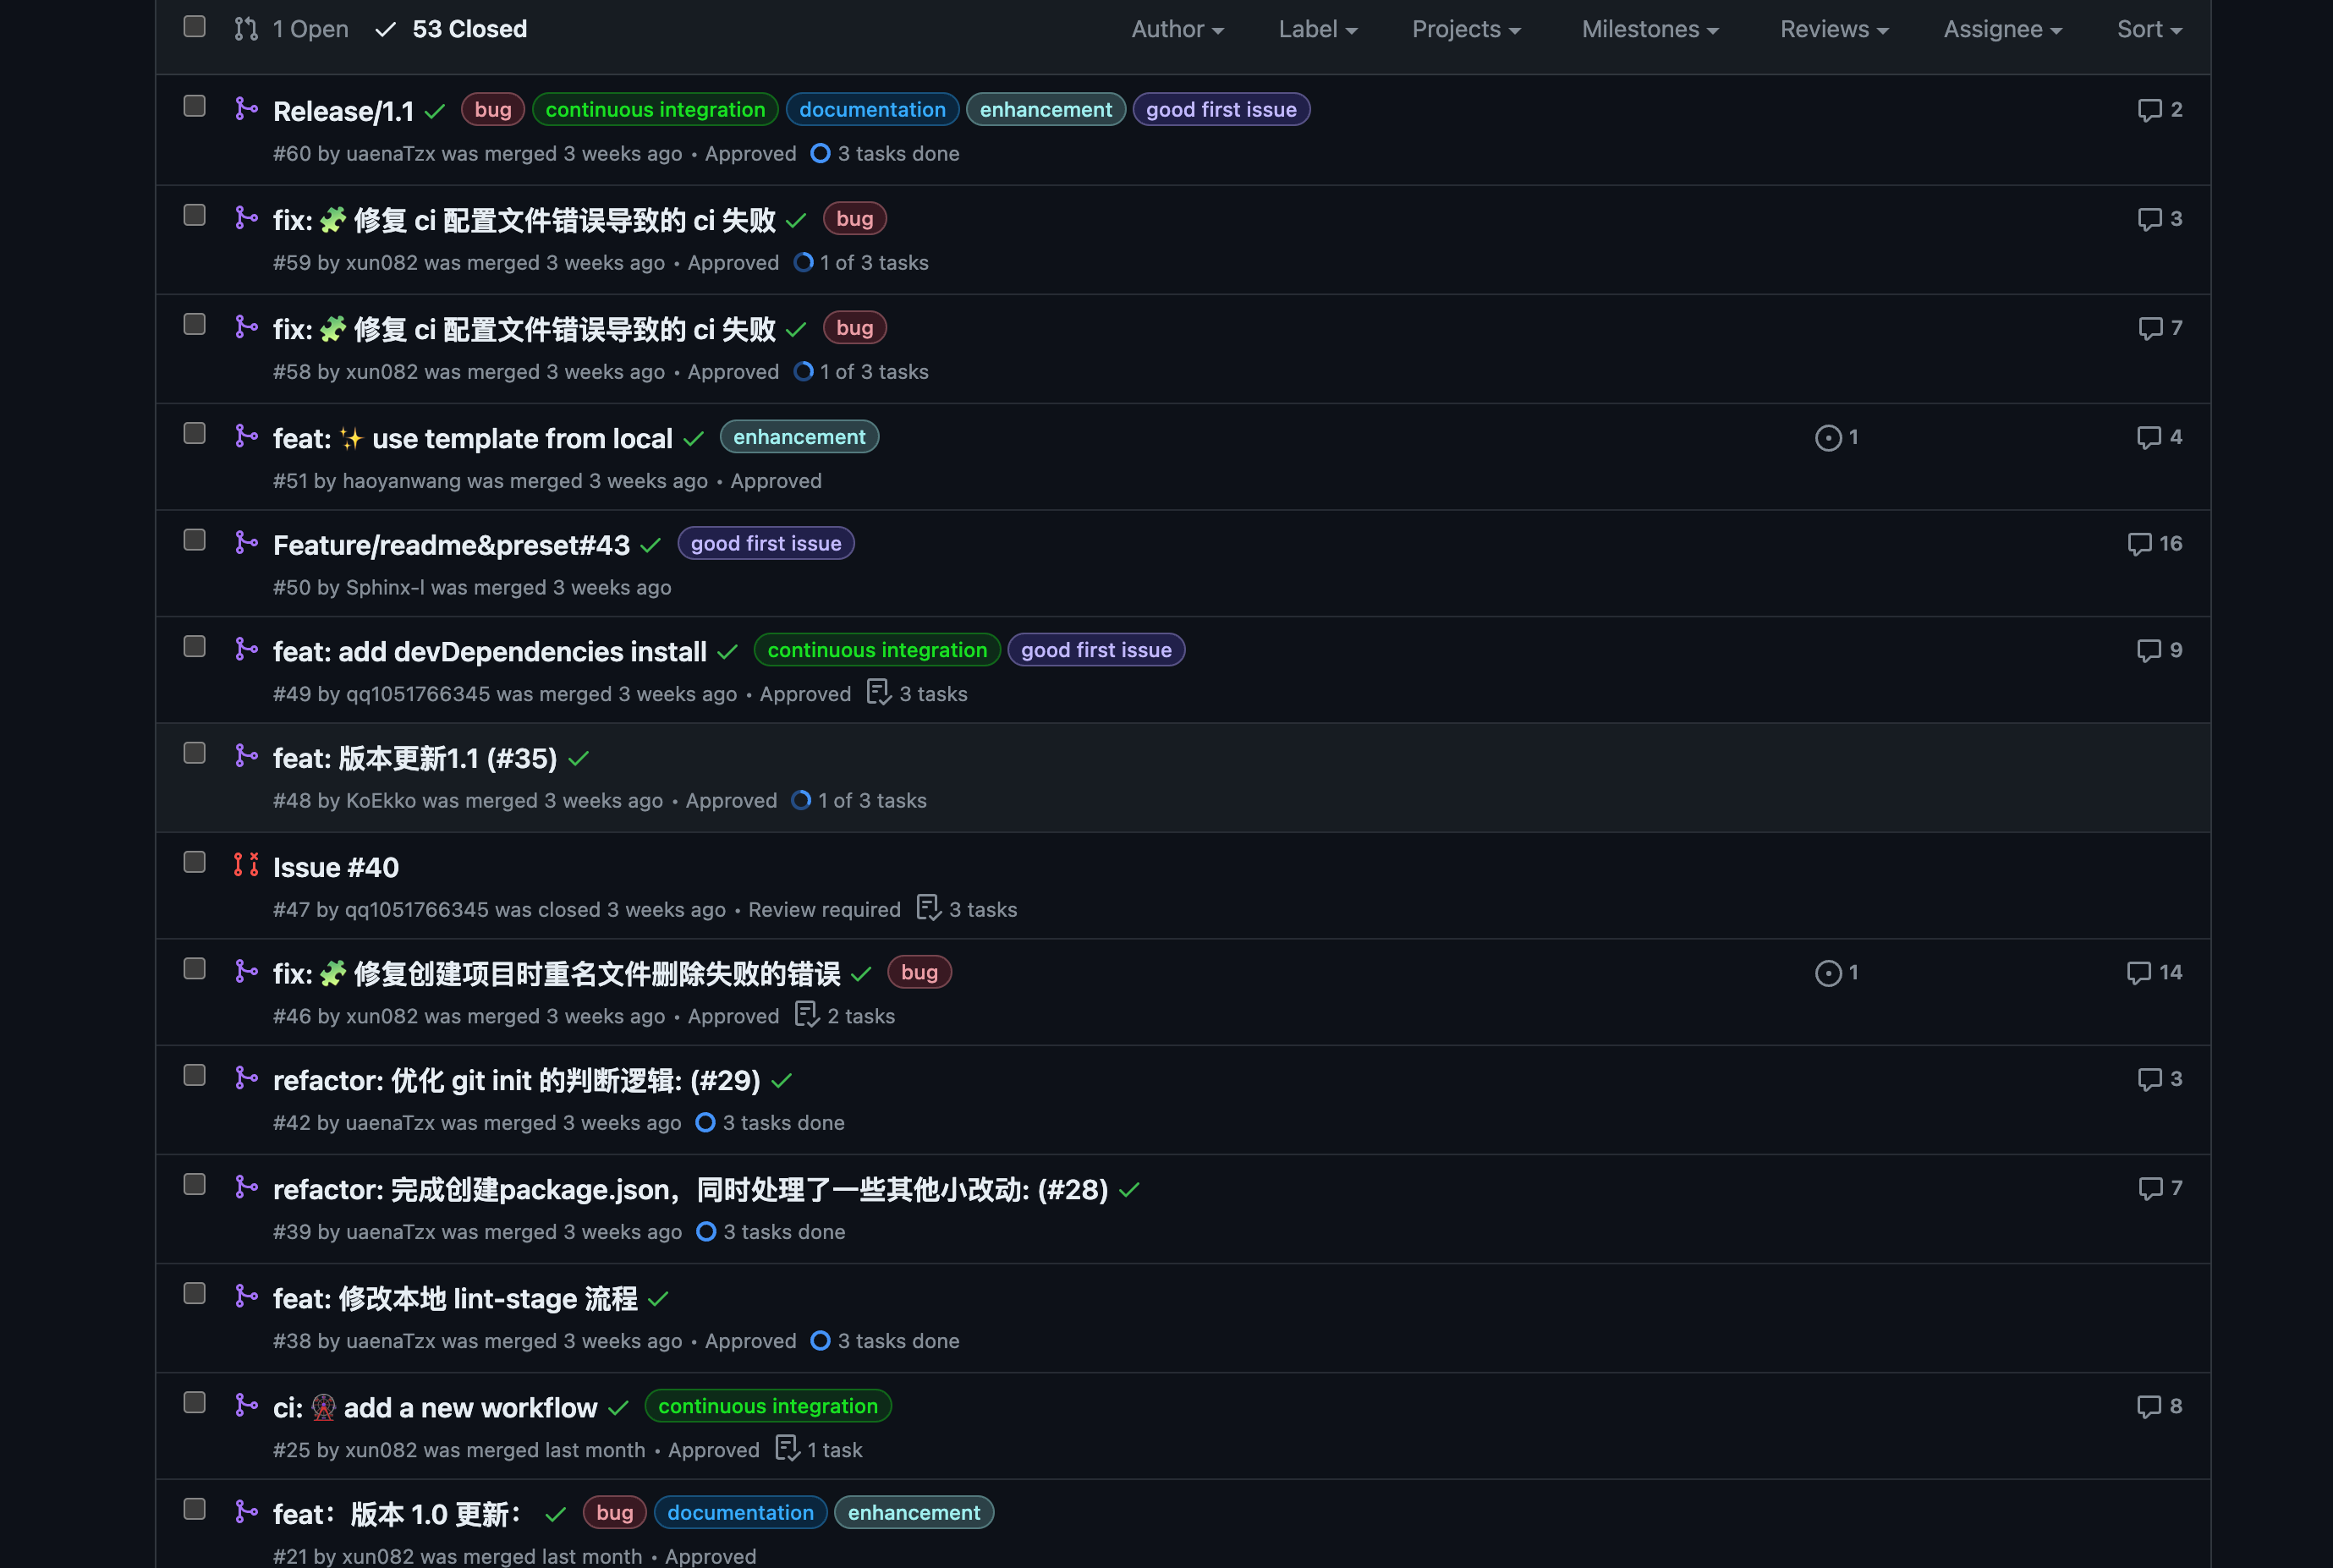 1 Open 53 Closed Author Label Projects Milestones Reviews Assignee Sort
Release/1.1 bug continuous integration documentation enhancement good first issue 2
#60 by uaenaTzx was merged 3 weeks ago • Approved 3 tasks done
fix: 🧩 修复 ci 配置文件错误导致的 ci 失败 bug 3
#59 by xun082 was merged 3 weeks ago • Approved 1 of 3 tasks
fix: 🧩 修复 ci 配置文件错误导致的 ci 失败 bug 7
#58 by xun082 was merged 3 weeks ago • Approved 1 of 3 tasks
feat: ✨ use template from local enhancement 1 4
#51 by haoyanwang was merged 3 weeks ago • Approved
Feature/readme&preset#43 good first issue 16
#50 by Sphinx-l was merged 3 weeks ago
feat: add devDependencies install continuous integration good first issue 9
#49 by qq1051766345 was merged 3 weeks ago • Approved 3 tasks
feat: 版本更新1.1 (#35)
#48 by KoEkko was merged 3 weeks ago • Approved 1 of 3 tasks
Issue #40
#47 by qq1051766345 was closed 3 weeks ago • Review required 3 tasks
fix: 🧩 修复创建项目时重名文件删除失败的错误 bug 1 14
#46 by xun082 was merged 3 weeks ago • Approved 2 tasks
refactor: 优化 git init 的判断逻辑: (#29) 3
#42 by uaenaTzx was merged 3 weeks ago 3 tasks done
refactor: 完成创建package.json，同时处理了一些其他小改动: (#28) 7
#39 by uaenaTzx was merged 3 weeks ago 3 tasks done
feat: 修改本地 lint-stage 流程
#38 by uaenaTzx was merged 3 weeks ago • Approved 3 tasks done
ci: 🎡 add a new workflow continuous integration 8
#25 by xun082 was merged last month • Approved 1 task
feat：版本 1.0 更新： bug documentation enhancement
#21 by xun082 was merged last month • Approved